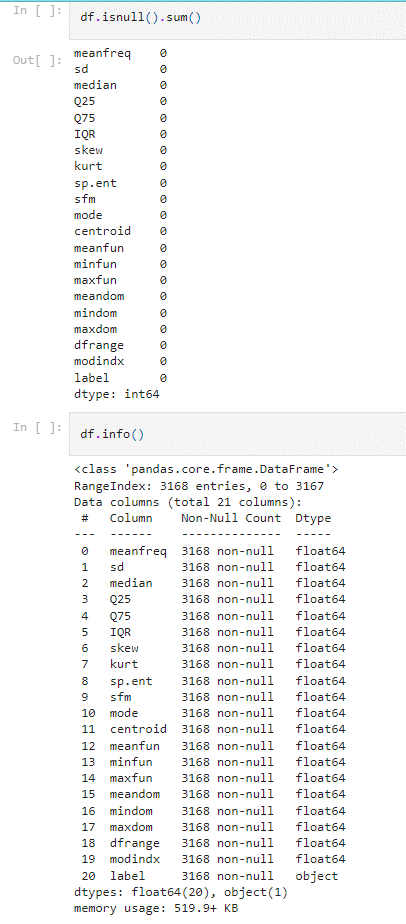 In [ ]: df.isnull().sum()
Out[ ]:
meanfreq    0
sd          0
median      0
Q25         0
Q75         0
IQR         0
skew        0
kurt        0
sp.ent      0
sfm         0
mode        0
centroid    0
meanfun     0
minfun      0
maxfun      0
meandom     0
mindom      0
maxdom      0
dfrange     0
modindx     0
label       0
dtype: int64
In [ ]: df.info()
<class 'pandas.core.frame.DataFrame'>
RangeIndex: 3168 entries, 0 to 3167
Data columns (total 21 columns):
 #   Column    Non-Null Count  Dtype
---  ------    --------------  -----
 0   meanfreq  3168 non-null   float64
 1   sd        3168 non-null   float64
 2   median    3168 non-null   float64
 3   Q25       3168 non-null   float64
 4   Q75       3168 non-null   float64
 5   IQR       3168 non-null   float64
 6   skew      3168 non-null   float64
 7   kurt      3168 non-null   float64
 8   sp.ent    3168 non-null   float64
 9   sfm       3168 non-null   float64
 10  mode      3168 non-null   float64
 11  centroid  3168 non-null   float64
 12  meanfun   3168 non-null   float64
 13  minfun    3168 non-null   float64
 14  maxfun    3168 non-null   float64
 15  meandom   3168 non-null   float64
 16  mindom    3168 non-null   float64
 17  maxdom    3168 non-null   float64
 18  dfrange   3168 non-null   float64
 19  modindx   3168 non-null   float64
 20  label     3168 non-null   object
dtypes: float64(20), object(1)
memory usage: 519.9+ KB